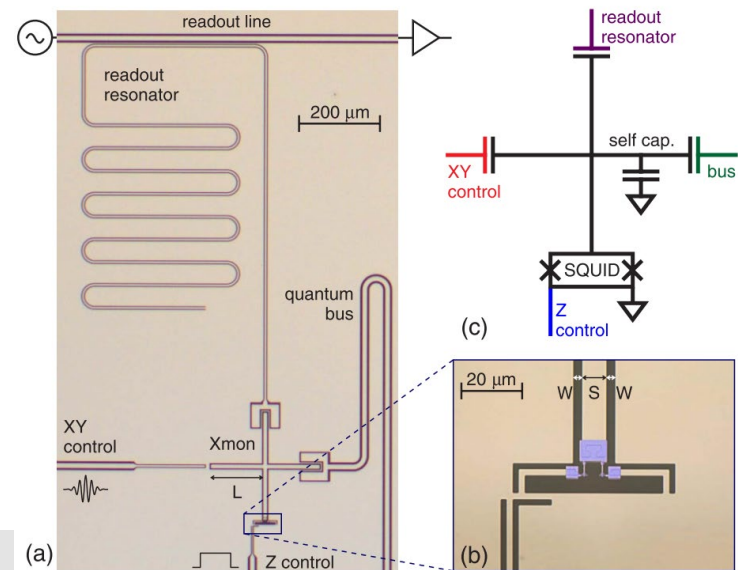 readout line
readout
resonator
200 μm
XY
control
Xmon
L
quantum
bus
Z control
(a)
readout
resonator
self cap.
XY
control
bus
SQUID
Z
control
(c)
20 μm
W
S
W
(b)